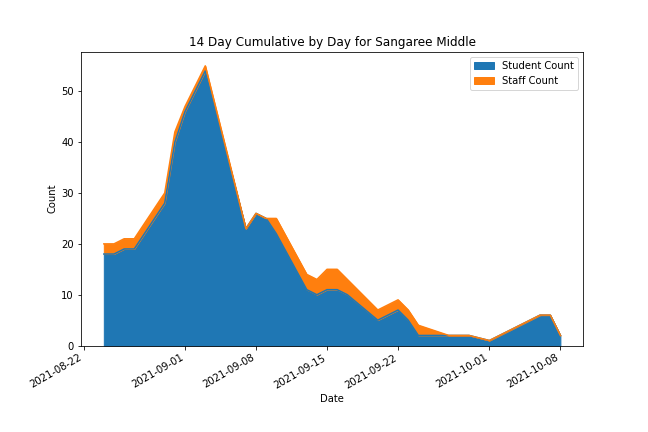 14 Day Cumulative by Day for Sangaree Middle
Student Count
Staff Count
50
40
30
20
10
0
Count
2021-08-22
2021-09-01
2021-09-08
2021-09-15
2021-09-22
2021-10-01
2021-10-08
Date